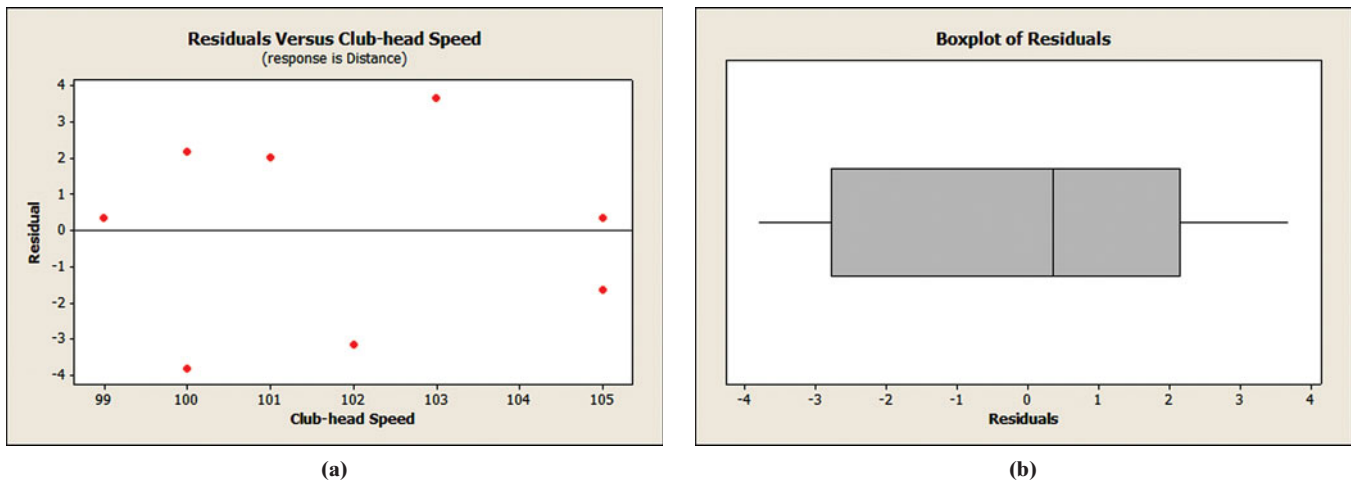 Residuals Versus Club-head Speed
(response is Distance)
4
3
2
1
0
-1
-2
-3
-4
Residual
99 100 101 102 103 104 105
Club-head Speed
(a)
Boxplot of Residuals
-4 -3 -2 -1 0 1 2 3 4
Residuals
(b)